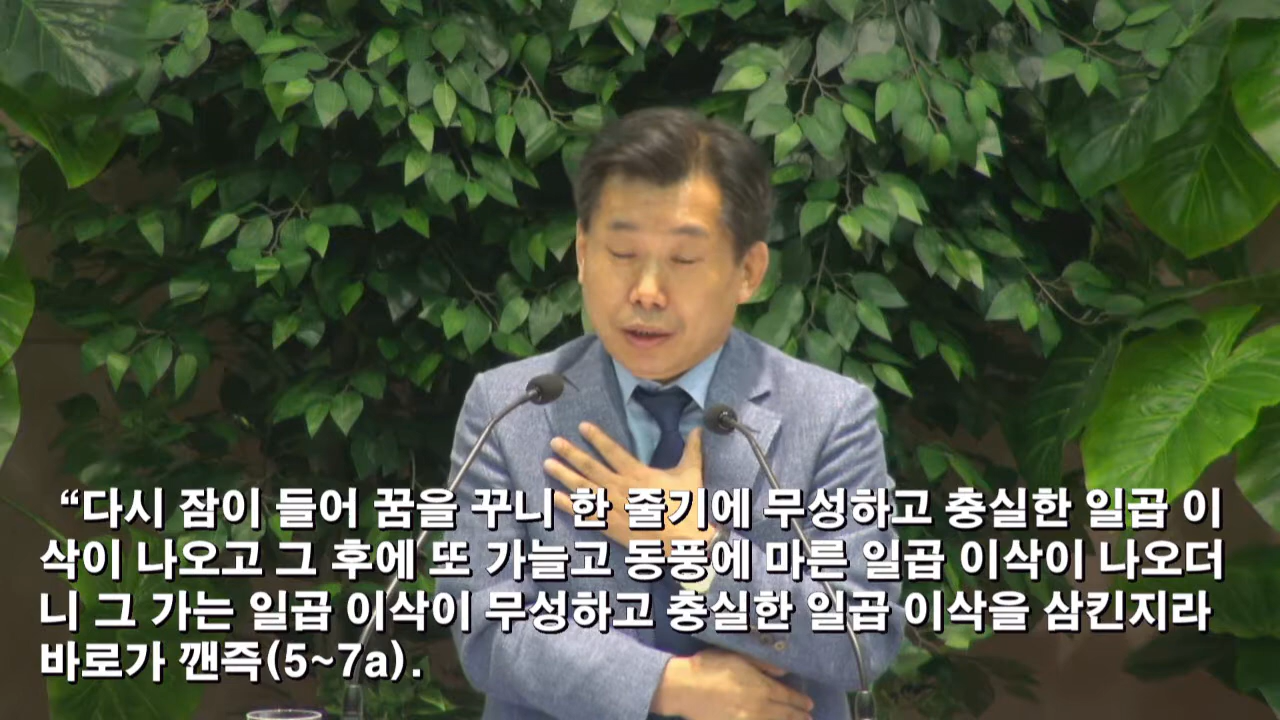 “다시 잠이 들어 꿈을 꾸니 한 줄기에 무성하고 충실한 일곱 이
삭이 나오고 그 후에 또 가늘고 동풍에 마른 일곱 이삭이 나오더
니 그 가는 일곱 이삭이 무성하고 충실한 일곱 이삭을 삼킨지라
바로가 깬즉(5~7a).